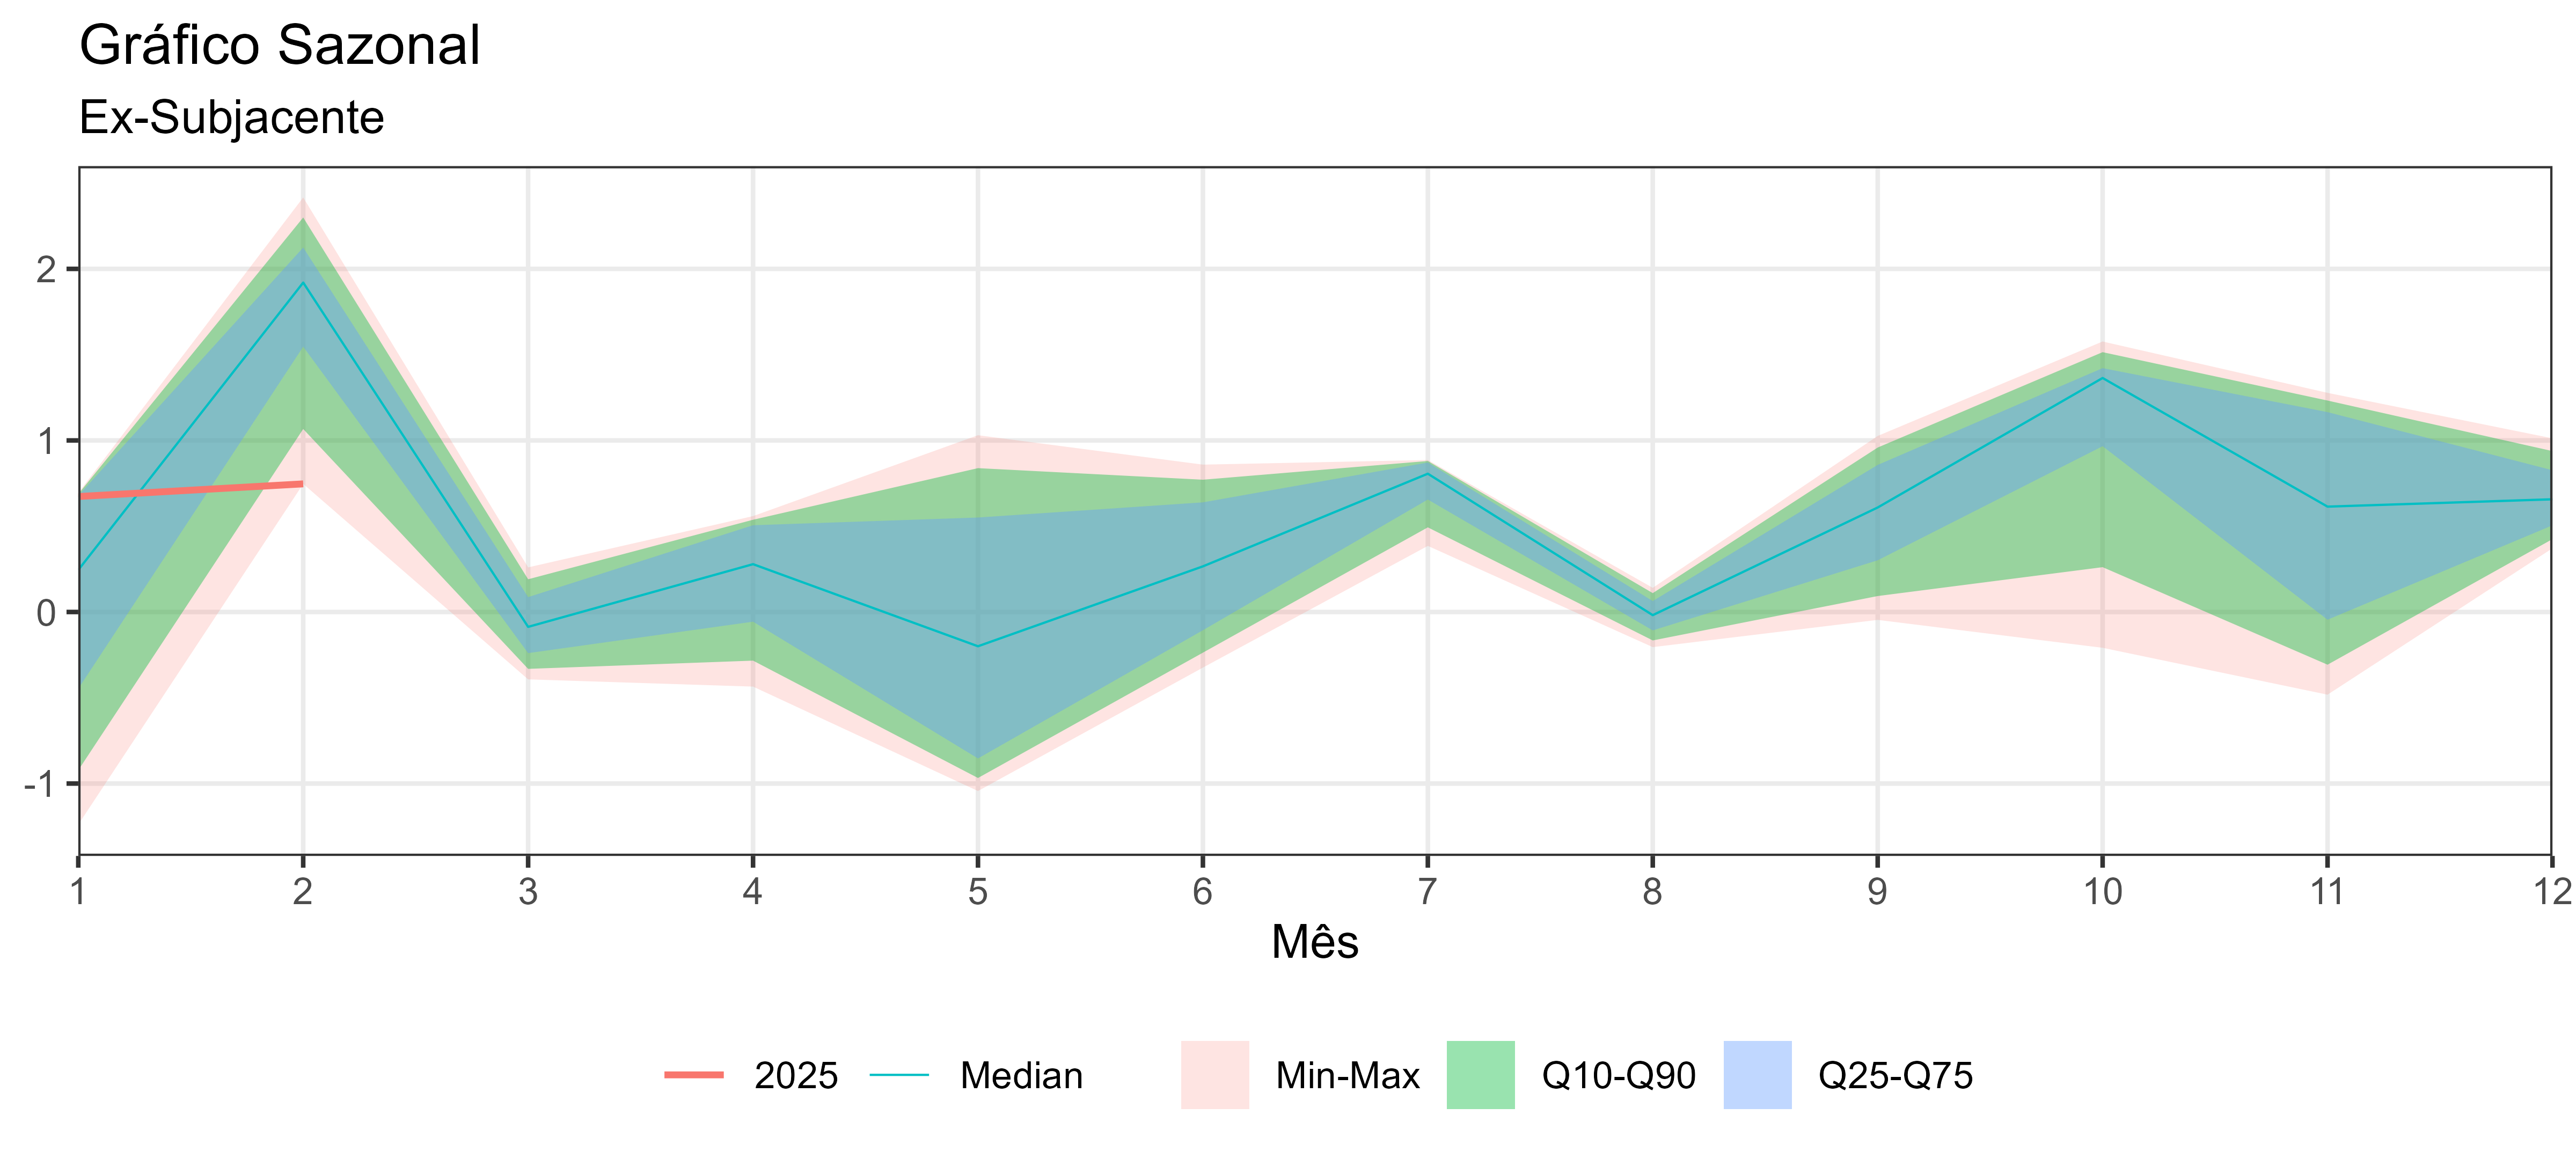 Gráfico Sazonal
Ex-Subjacente
2
1
0
-1
1 2 3 4 5 6 7 8 9 10 11 12
Mês
2025 Median Min-Max Q10-Q90 Q25-Q75